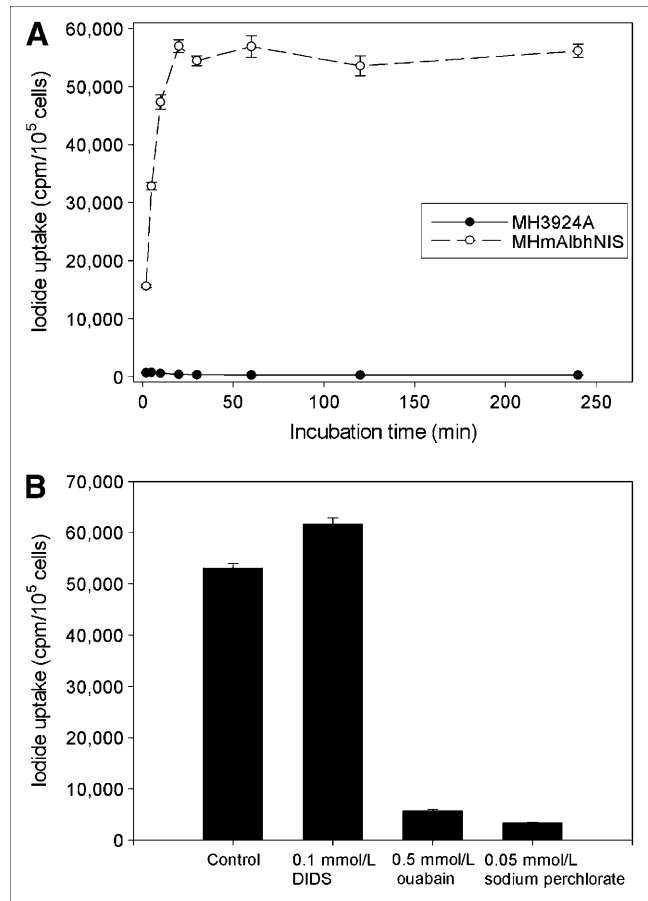 A
Iodide uptake (cpm/10⁵ cells)
60,000
50,000
40,000
30,000
20,000
10,000
0
MH3924A
MHmAlbhNIS
0 50 100 150 200 250
Incubation time (min)
B
Iodide uptake (cpm/10⁵ cells)
70,000
60,000
50,000
40,000
30,000
20,000
10,000
0
Control
0.1 mmol/L
DIDS
0.5 mmol/L
ouabain
0.05 mmol/L
sodium perchlorate